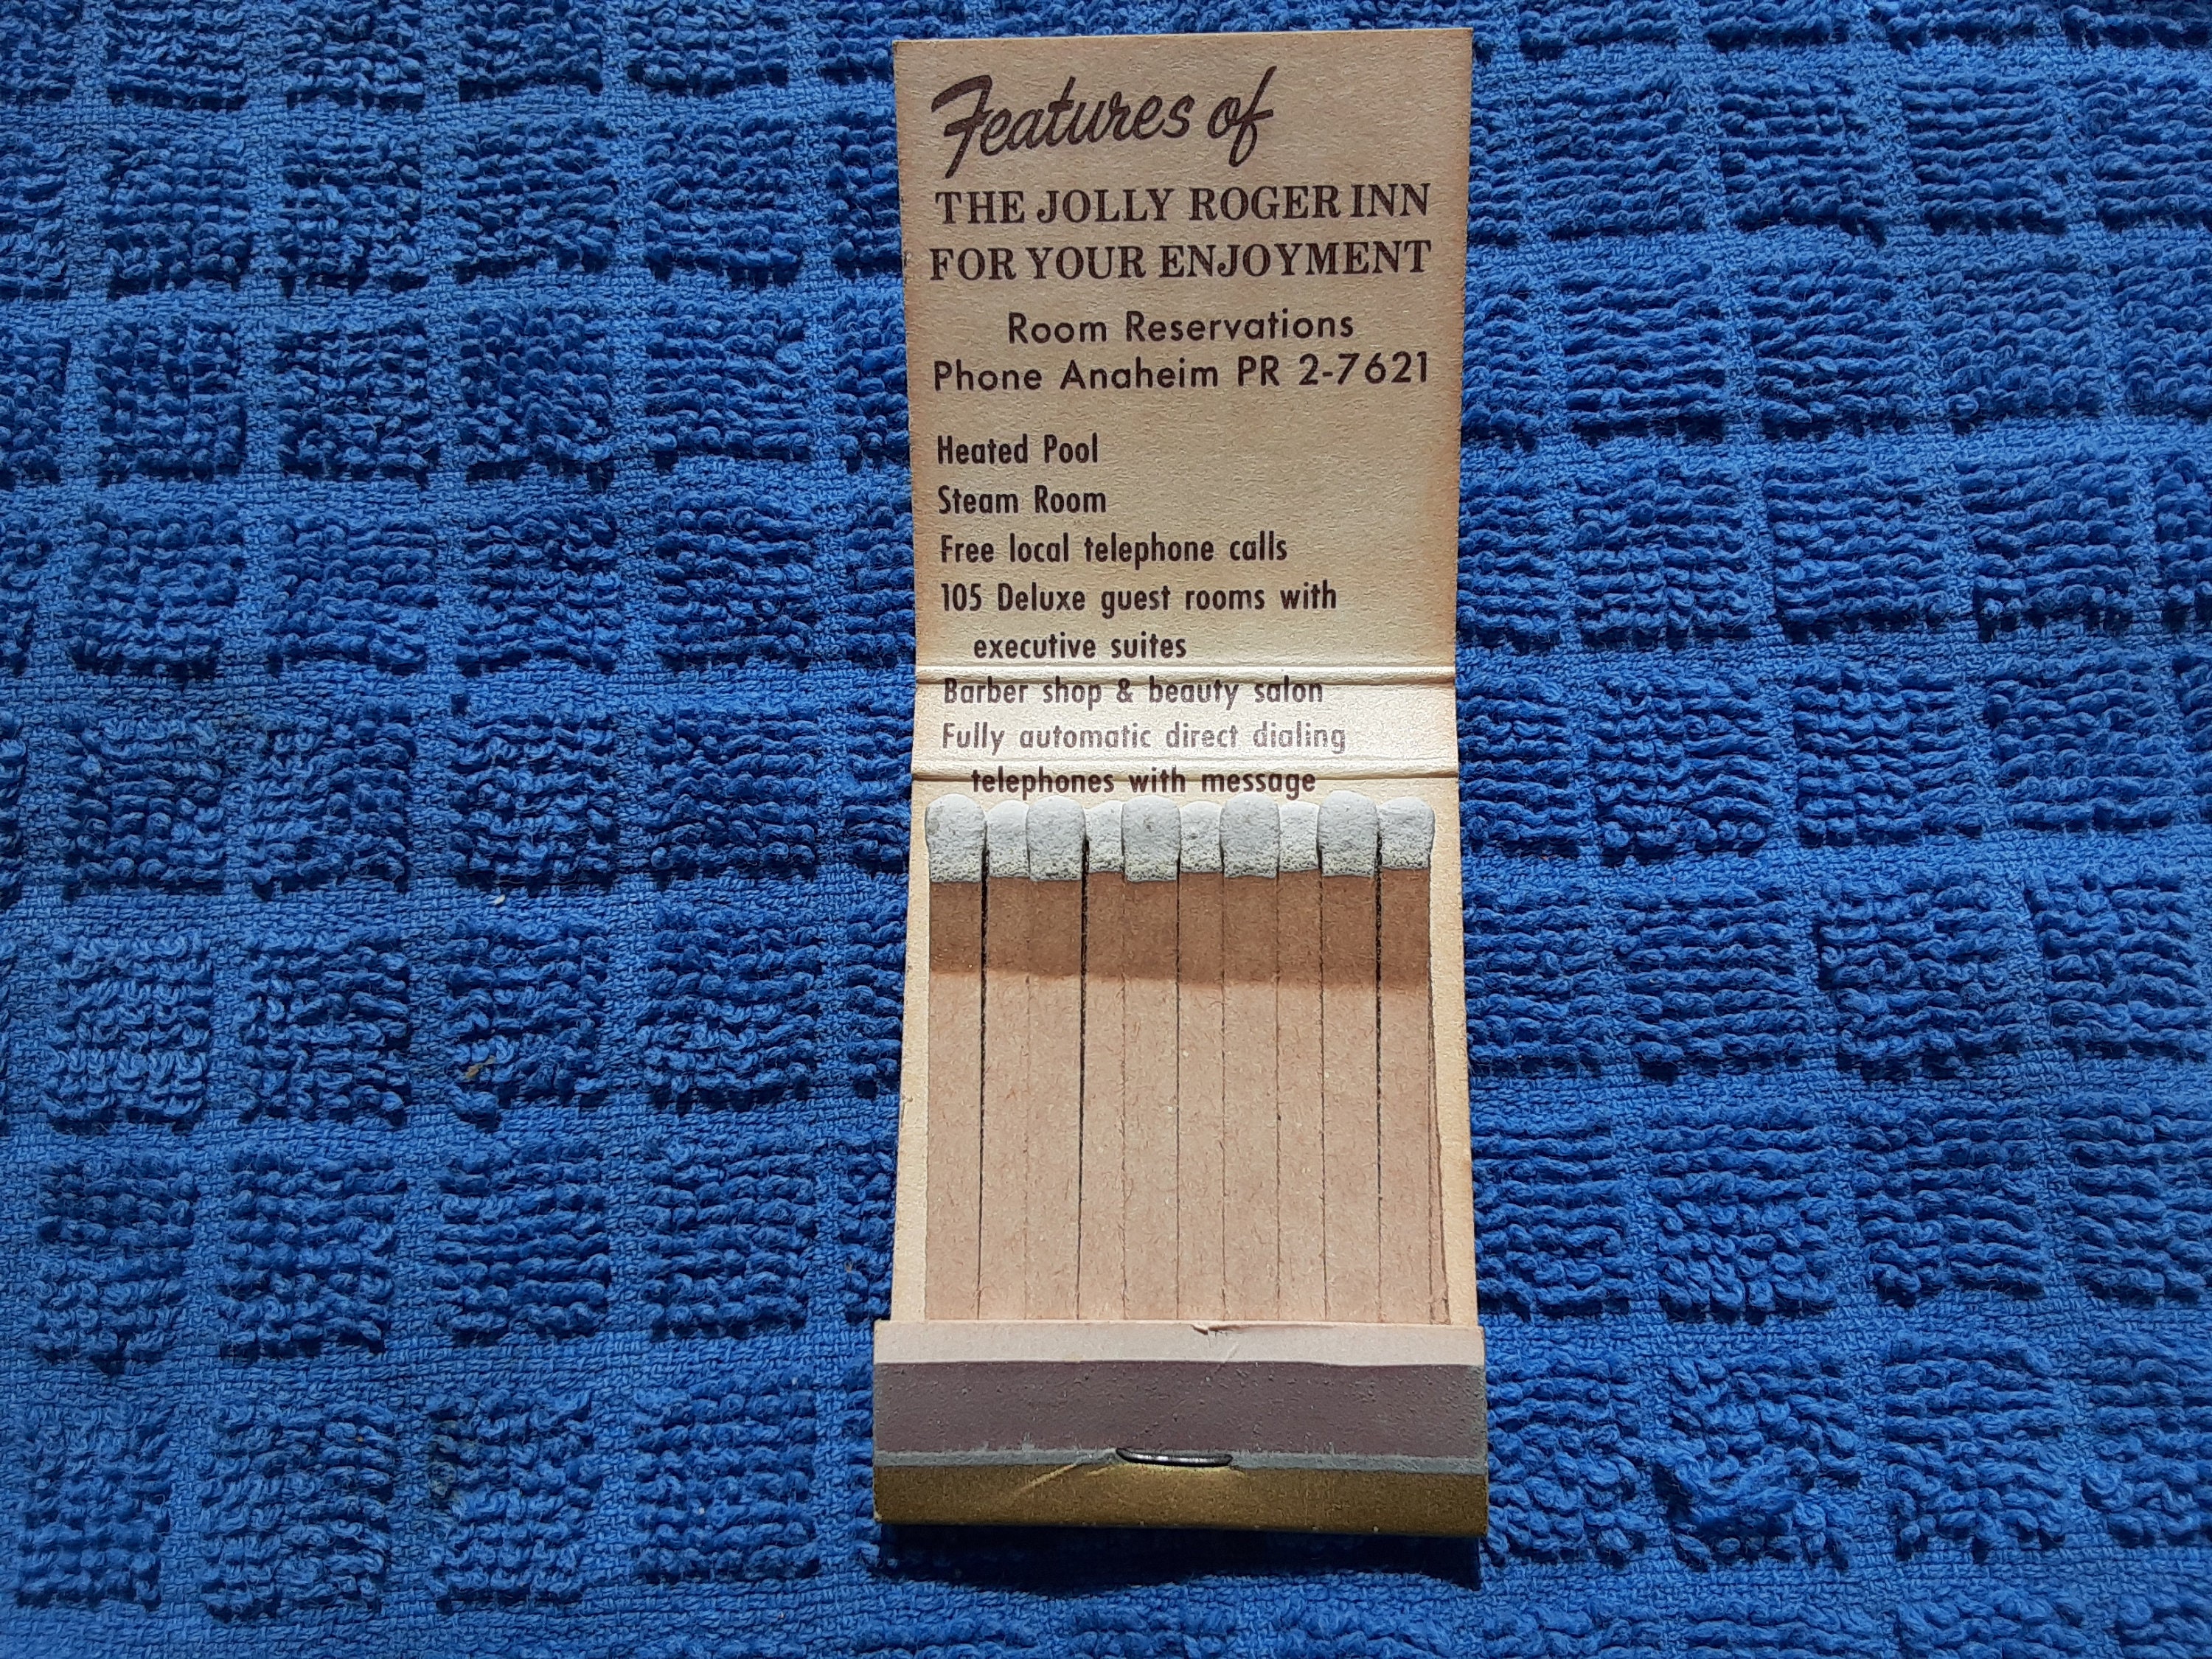 Features of
THE JOLLY ROGER INN
FOR YOUR ENJOYMENT
Room Reservations
Phone Anaheim PR 2-7621
Heated Pool
Steam Room
Free local telephone calls
105 Deluxe guest rooms with
executive suites
Barber shop & beauty salon
Fully automatic direct dialing
telephones with message